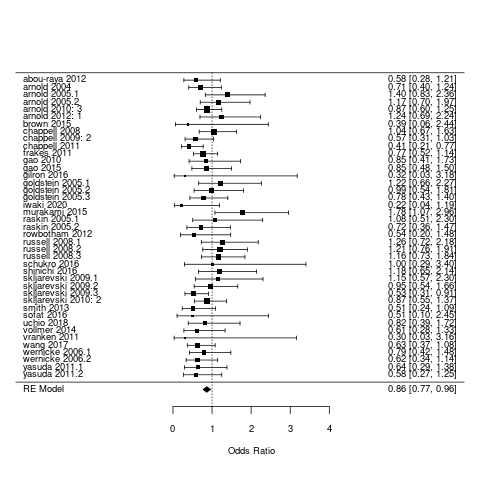 abou-raya 2012 0.58 [0.28, 1.21]
arnold 2004 0.71 [0.40, 1.24]
arnold 2005.1 1.40 [0.83, 2.36]
arnold 2005.2 1.17 [0.70, 1.97]
arnold 2010: 3 0.87 [0.60, 1.25]
arnold 2012: 1 1.24 [0.69, 2.24]
brown 2015 0.39 [0.06, 2.44]
chappell 2008 1.04 [0.67, 1.63]
chappell 2009: 2 0.57 [0.31, 1.03]
chappell 2011 0.41 [0.21, 0.77]
frakes 2011 0.77 [0.52, 1.14]
gao 2010 0.85 [0.41, 1.73]
gao 2015 0.85 [0.48, 1.50]
gilron 2016 0.32 [0.03, 3.18]
goldstein 2005.1 1.22 [0.66, 2.27]
goldstein 2005.2 0.99 [0.54, 1.81]
goldstein 2005.3 0.78 [0.43, 1.40]
iwaki 2020 0.22 [0.04, 1.19]
murakami 2015 1.78 [1.07, 2.96]
raskin 2005.1 1.08 [0.51, 2.30]
raskin 2005.2 0.72 [0.36, 1.47]
rowbotham 2012 0.54 [0.20, 1.48]
russell 2008.1 1.26 [0.72, 2.18]
russell 2008.2 1.21 [0.76, 1.91]
russell 2008.3 1.16 [0.73, 1.84]
schukro 2016 1.00 [0.29, 3.40]
shinichi 2016 1.18 [0.65, 2.14]
skljarevski 2009.1 1.15 [0.57, 2.30]
skljarevski 2009.2 0.95 [0.54, 1.66]
skljarevski 2009.3 0.53 [0.31, 0.91]
skljarevski 2010: 2 0.87 [0.55, 1.37]
smith 2013 0.51 [0.24, 1.09]
sofat 2016 0.51 [0.10, 2.45]
uchio 2018 0.82 [0.39, 1.72]
vollmer 2014 0.61 [0.28, 1.33]
vranken 2011 0.30 [0.03, 3.16]
wang 2017 0.63 [0.37, 1.08]
wernicke 2006.1 0.79 [0.42, 1.48]
wernicke 2006.2 0.62 [0.34, 1.14]
yasuda 2011.1 0.64 [0.29, 1.38]
yasuda 2011.2 0.58 [0.27, 1.25]
RE Model 0.86 [0.77, 0.96]
0 1 2 3 4
Odds Ratio